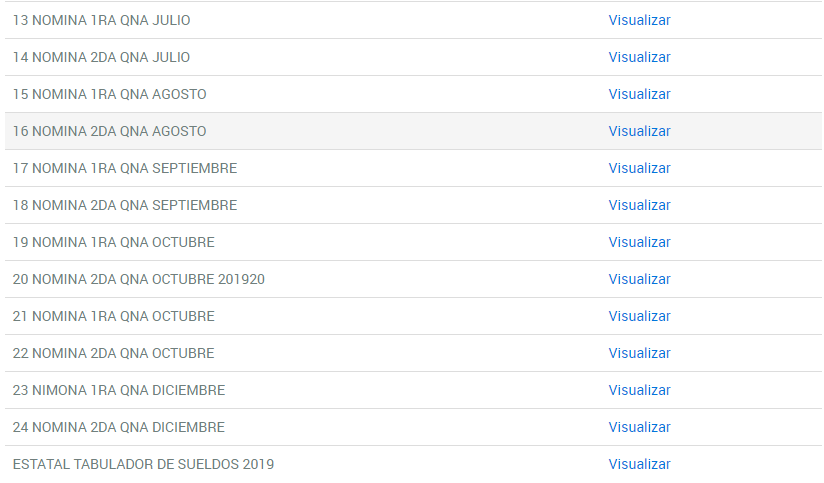 13 NOMINA 1RA QNA JULIO Visualizar
14 NOMINA 2DA QNA JULIO Visualizar
15 NOMINA 1RA QNA AGOSTO Visualizar
16 NOMINA 2DA QNA AGOSTO Visualizar
17 NOMINA 1RA QNA SEPTIEMBRE Visualizar
18 NOMINA 2DA QNA SEPTIEMBRE Visualizar
19 NOMINA 1RA QNA OCTUBRE Visualizar
20 NOMINA 2DA QNA OCTUBRE 201920 Visualizar
21 NOMINA 1RA QNA OCTUBRE Visualizar
22 NOMINA 2DA QNA OCTUBRE Visualizar
23 NIMONA 1RA QNA DICIEMBRE Visualizar
24 NOMINA 2DA QNA DICIEMBRE Visualizar
ESTATAL TABULADOR DE SUELDOS 2019 Visualizar